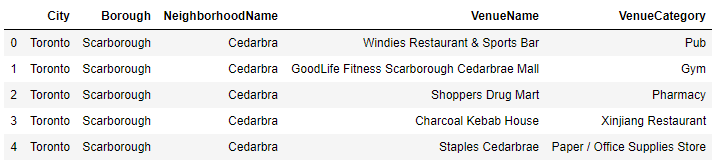 City Borough NeighborhoodName VenueName VenueCategory
0 Toronto Scarborough Cedarbra Windies Restaurant & Sports Bar Pub
1 Toronto Scarborough Cedarbra GoodLife Fitness Scarborough Cedarbrae Mall Gym
2 Toronto Scarborough Cedarbra Shoppers Drug Mart Pharmacy
3 Toronto Scarborough Cedarbra Charcoal Kebab House Xinjiang Restaurant
4 Toronto Scarborough Cedarbra Staples Cedarbrae Paper / Office Supplies Store